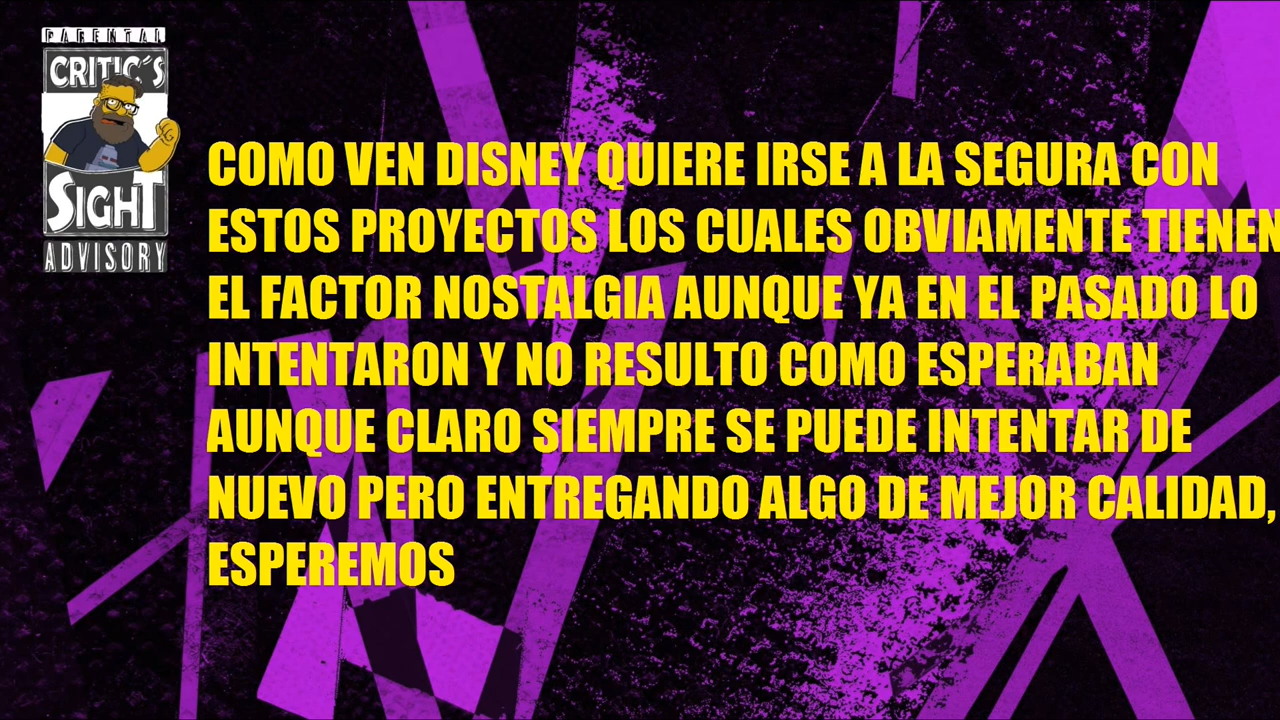 PARENTAL
CRITIC´S
SIGHT
ADVISORY
COMO VEN DISNEY QUIERE IRSE A LA SEGURA CON
ESTOS PROYECTOS LOS CUALES OBVIAMENTE TIENEN
EL FACTOR NOSTALGIA AUNQUE YA EN EL PASADO LO
INTENTARON Y NO RESULTO COMO ESPERABAN
AUNQUE CLARO SIEMPRE SE PUEDE INTENTAR DE
NUEVO PERO ENTREGANDO ALGO DE MEJOR CALIDAD,
ESPEREMOS